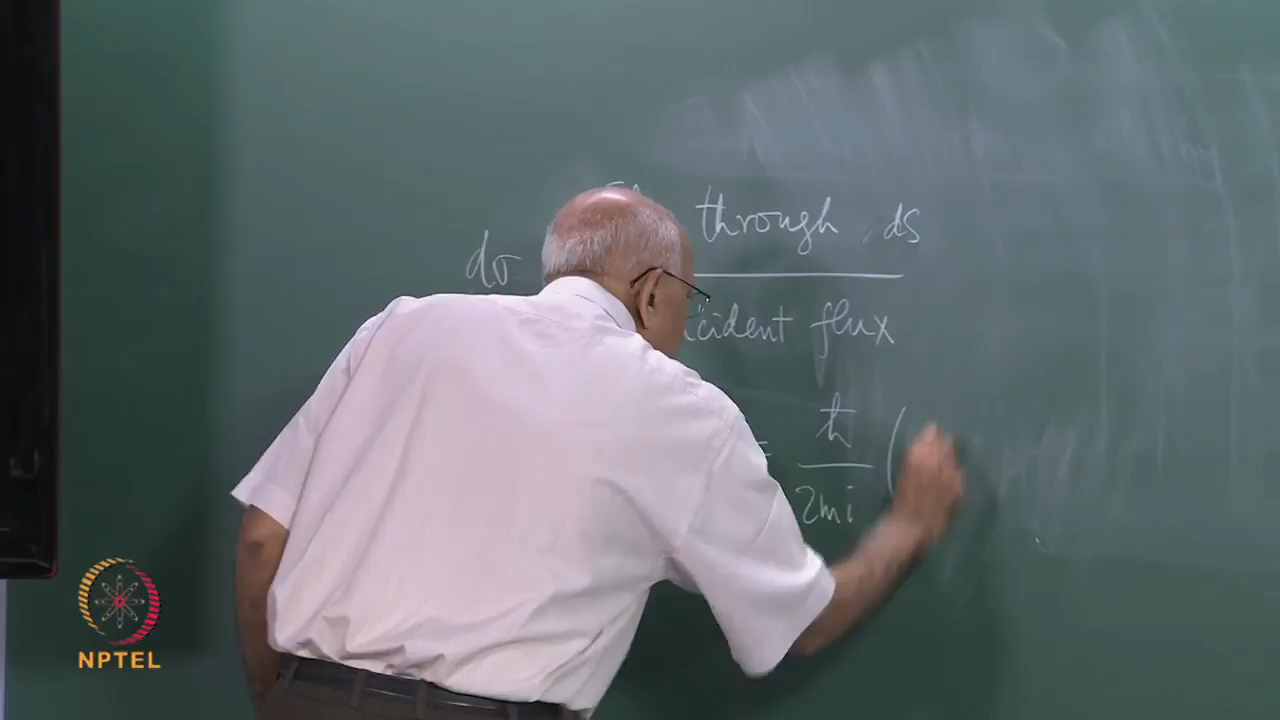 through dS
dσ
cident flux
= ħ / 2mi (
NPTEL